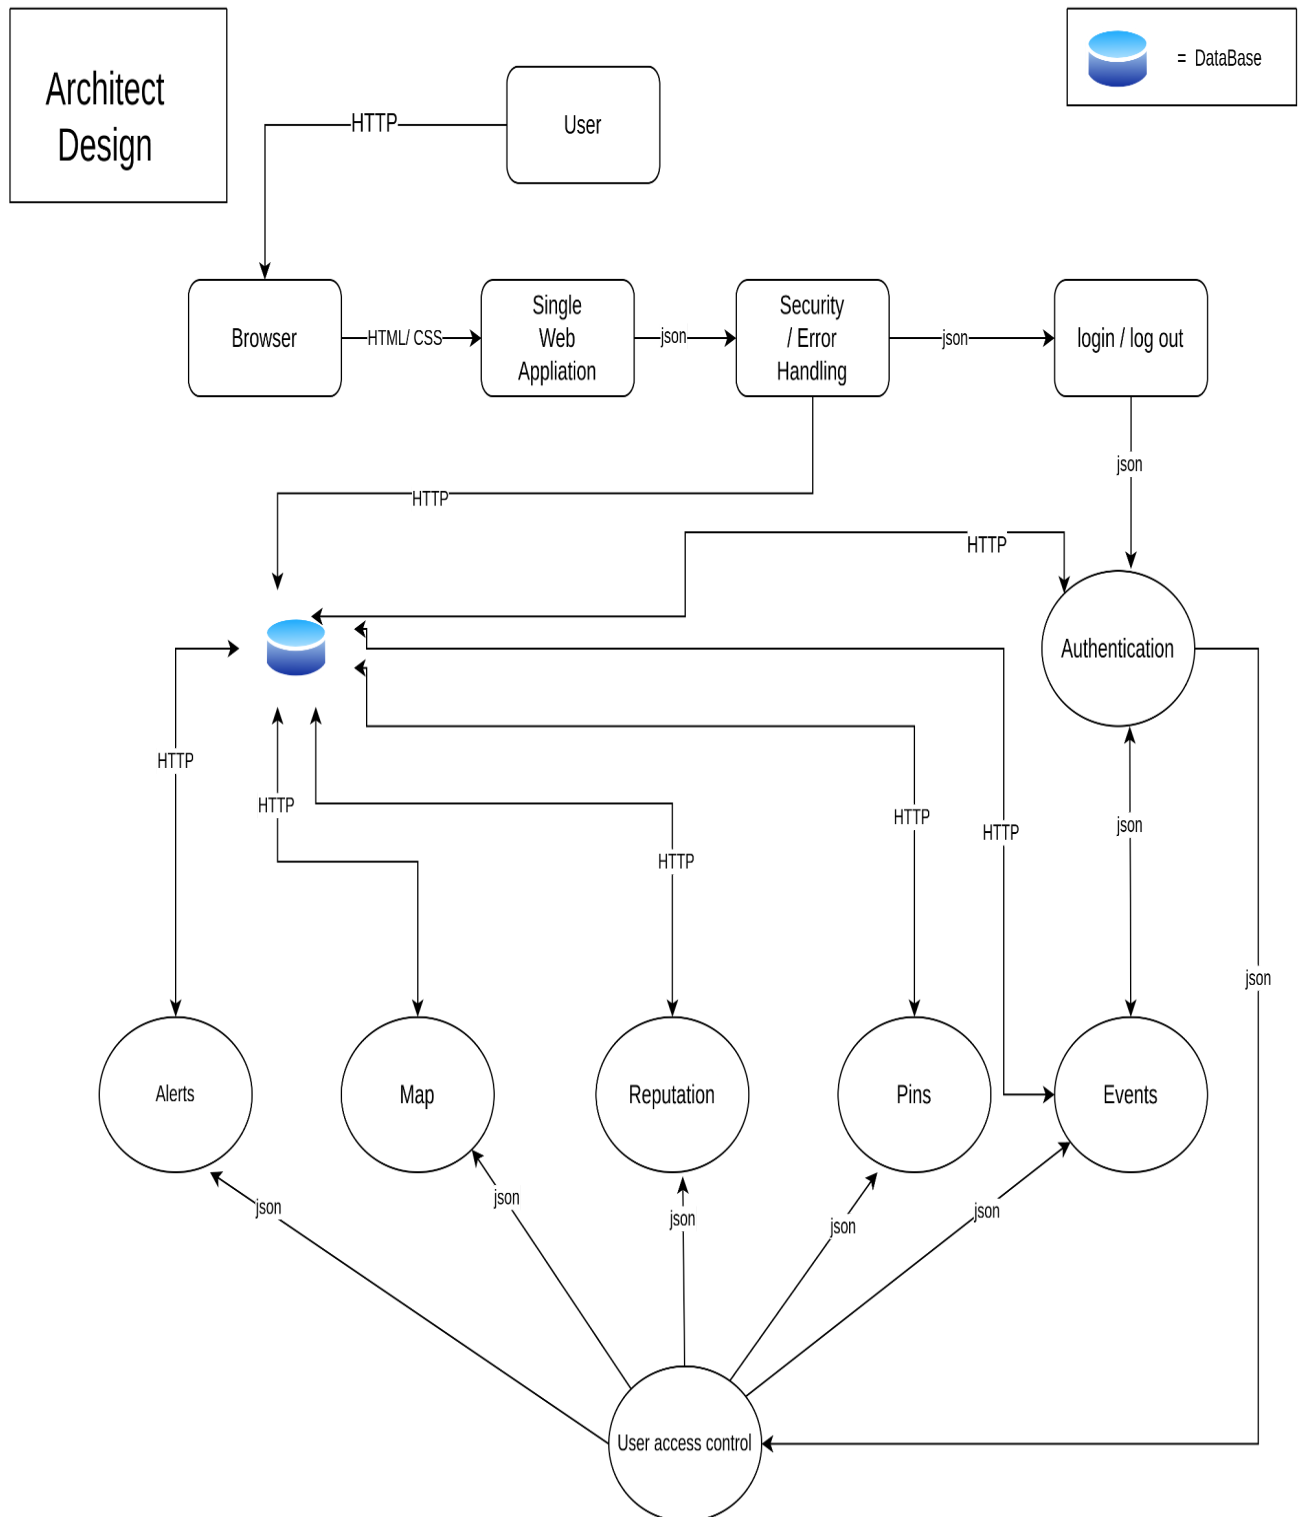 Architect
Design
= DataBase
HTTP
User
Browser
HTML/ CSS
Single
Web
Appliation
json
Security
/ Error
Handling
json
login / log out
json
HTTP
HTTP
Authentication
HTTP
HTTP
HTTP
HTTP
HTTP
json
json
Alerts
Map
Reputation
Pins
Events
json
json
json
json
json
User access control